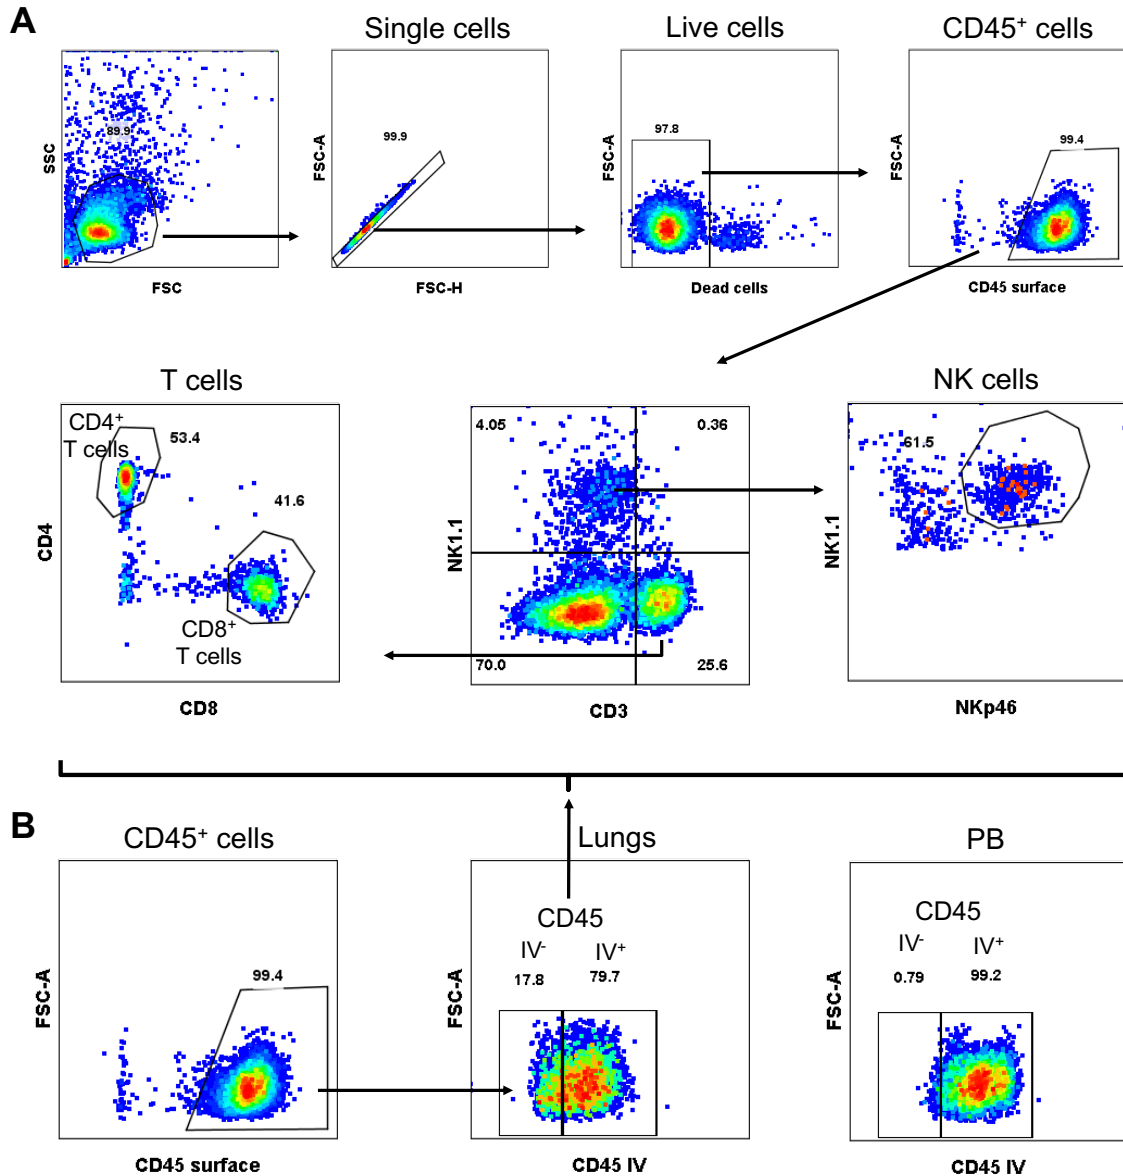 A
Single cells
Live cells
CD45⁺ cells
89.9
SSC
FSC
99.9
FSC-A
FSC-H
97.8
FSC-A
Dead cells
99.4
FSC-A
CD45 surface
T cells
NK cells
CD4⁺
T cells
53.4
41.6
CD4
CD8⁺
T cells
CD8
4.05
0.36
NK1.1
70.0
25.6
CD3
61.5
NK1.1
NKp46
B
CD45⁺ cells
Lungs
PB
99.4
FSC-A
CD45 surface
CD45
IV⁻
IV⁺
17.8
79.7
FSC-A
CD45 IV
CD45
IV⁻
IV⁺
0.79
99.2
FSC-A
CD45 IV